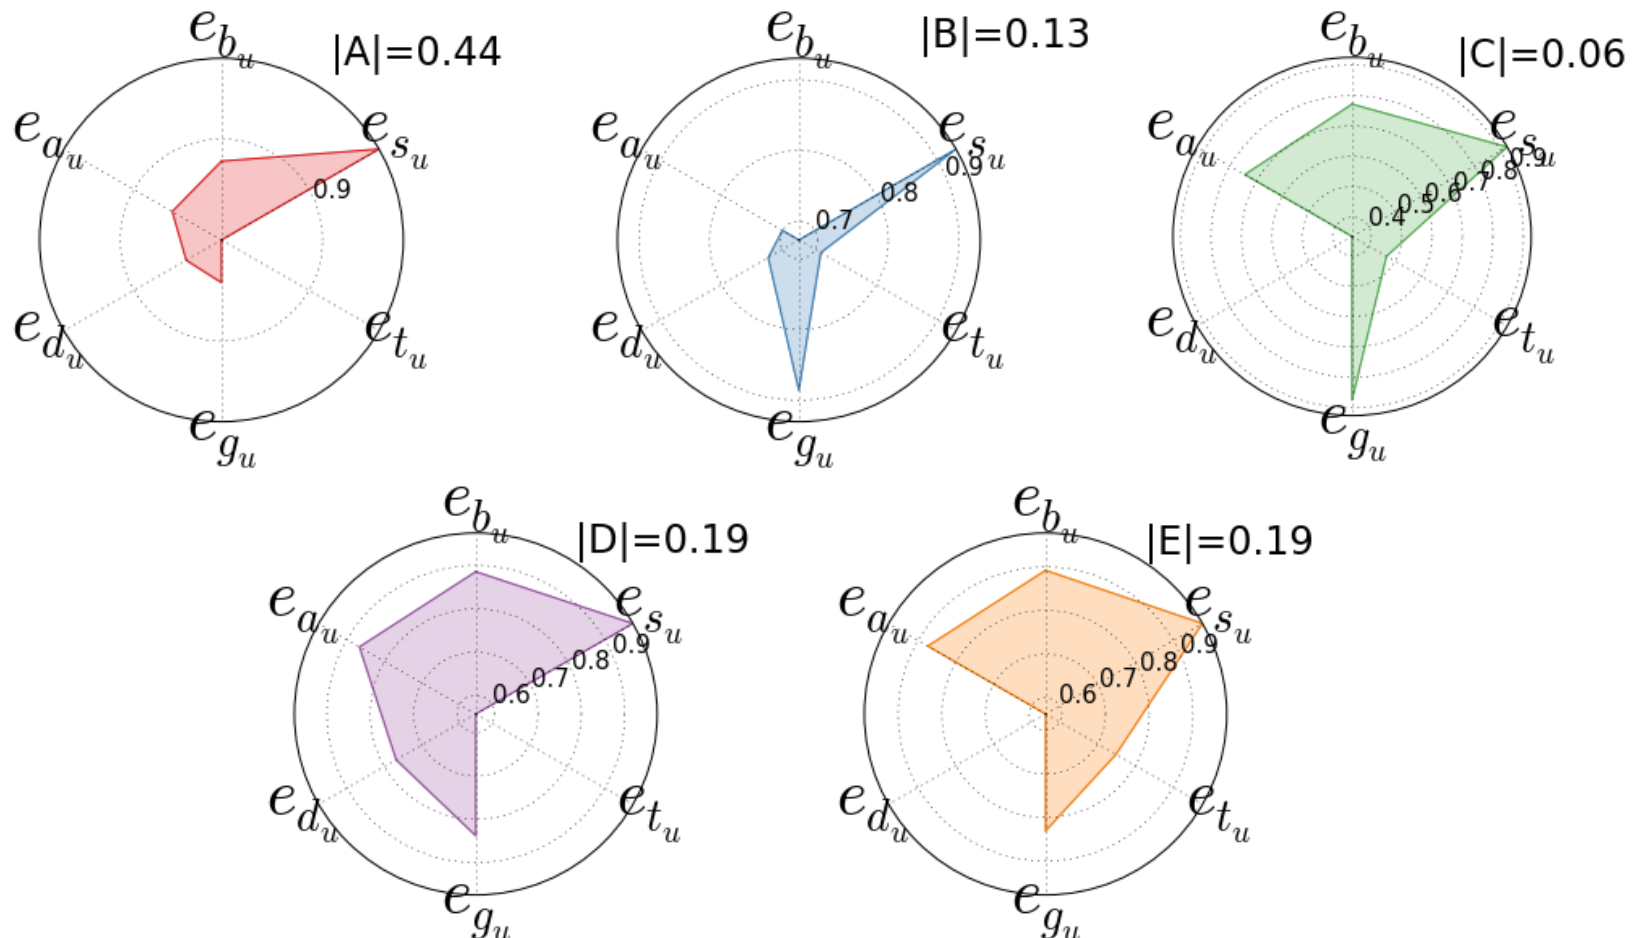 |A|=0.44
e_{b_u}
e_{s_u}
e_{a_u}
0.9
e_{d_u}
e_{t_u}
e_{g_u}
|B|=0.13
e_{b_u}
e_{s_u}
e_{a_u}
0.9
0.8
0.7
e_{d_u}
e_{t_u}
e_{g_u}
|C|=0.06
e_{b_u}
e_{s_u}
e_{a_u}
0.9
0.8
0.7
0.6
0.5
0.4
e_{d_u}
e_{t_u}
e_{g_u}
|D|=0.19
e_{b_u}
e_{s_u}
e_{a_u}
0.9
0.8
0.7
0.6
e_{d_u}
e_{t_u}
e_{g_u}
|E|=0.19
e_{b_u}
e_{s_u}
e_{a_u}
0.9
0.8
0.7
0.6
e_{d_u}
e_{t_u}
e_{g_u}